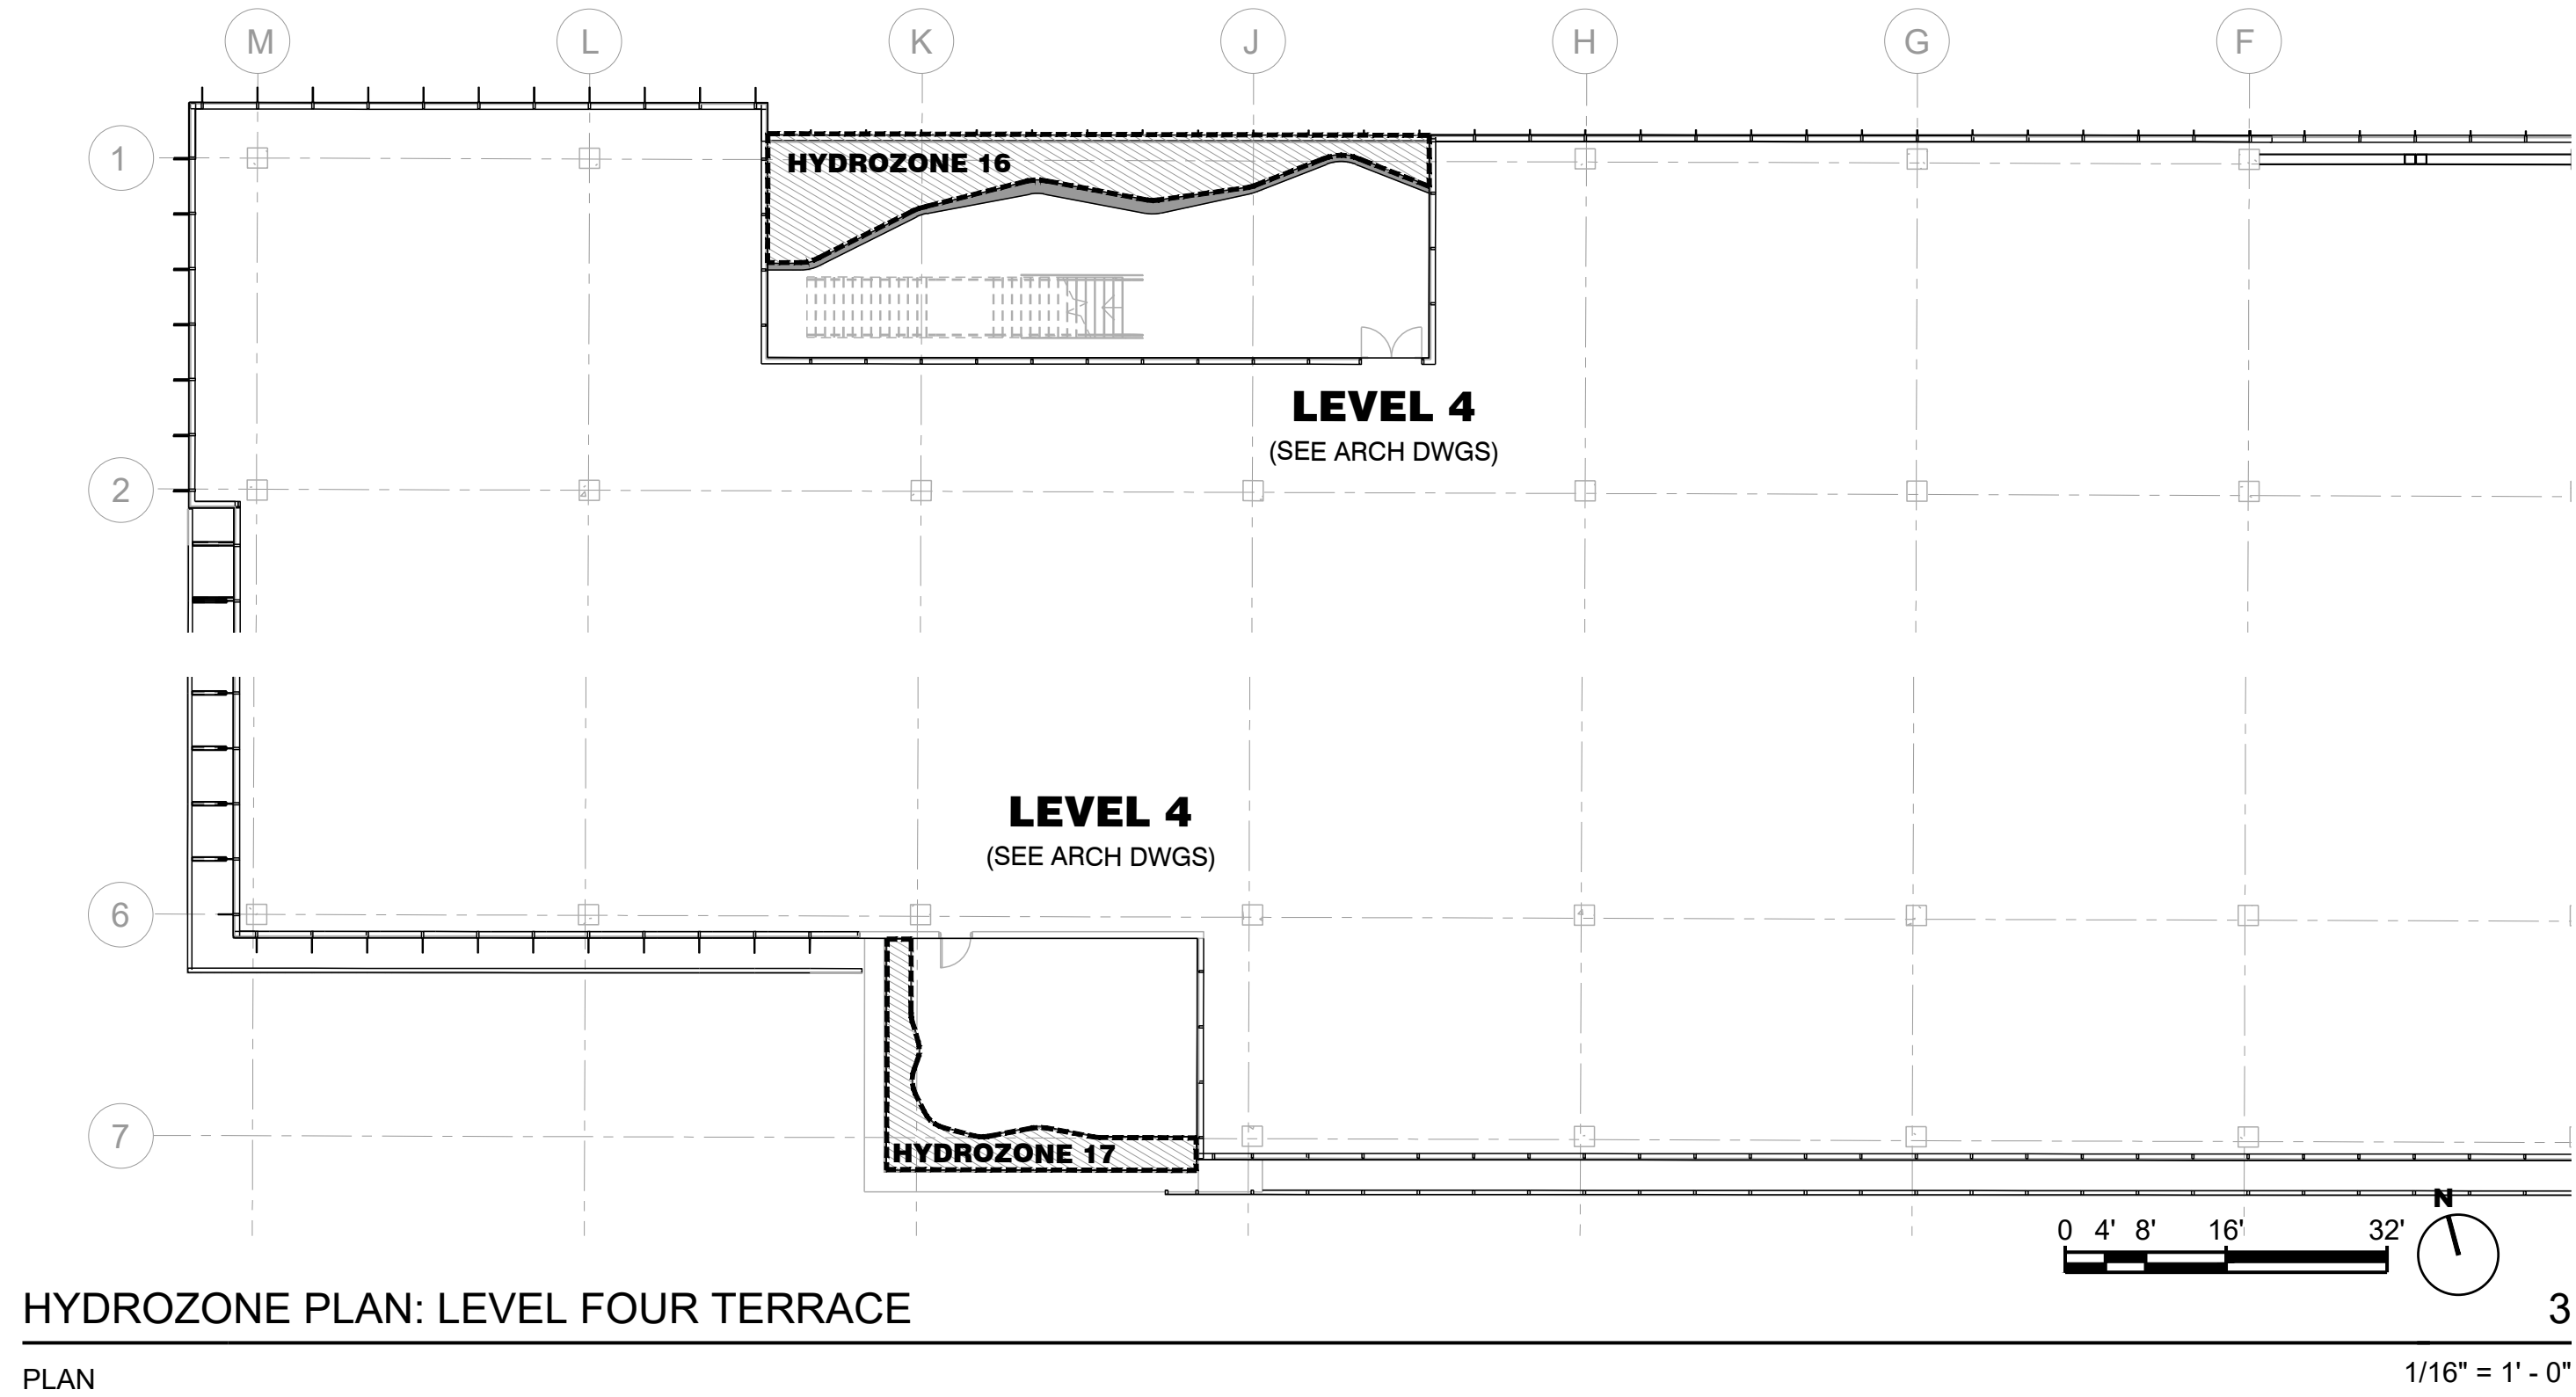 M L K J H G F
1
HYDROZONE 16
LEVEL 4
(SEE ARCH DWGS)
2
LEVEL 4
(SEE ARCH DWGS)
6
7
HYDROZONE 17
N
0 4' 8' 16' 32'
HYDROZONE PLAN: LEVEL FOUR TERRACE 3
PLAN 1/16" = 1' - 0"